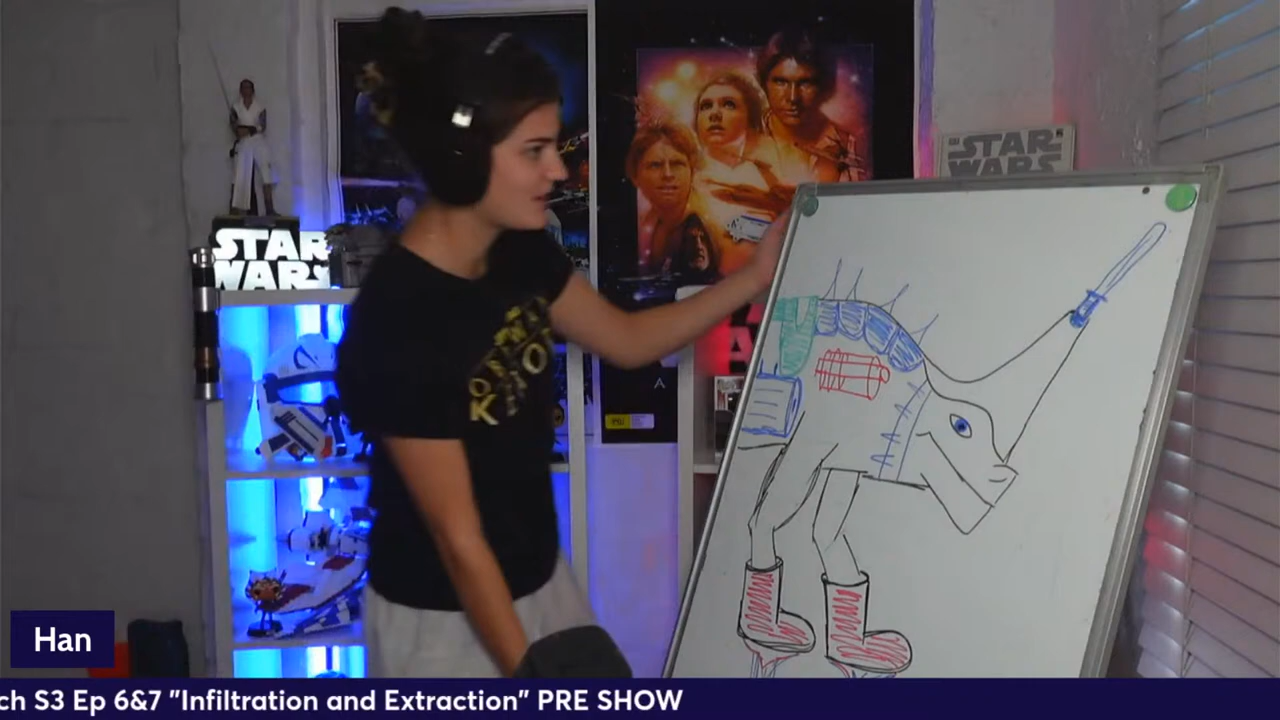 STAR
WARS
STAR
WARS
Han
ch S3 Ep 6&7 "Infiltration and Extraction" PRE SHOW